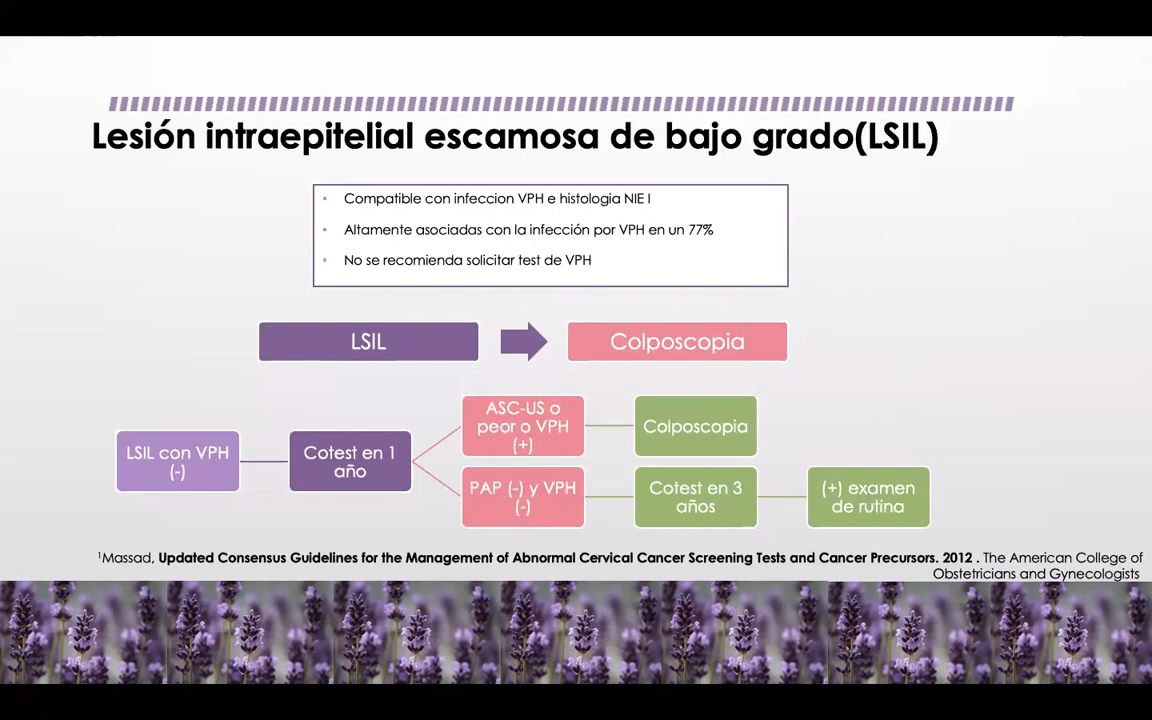 Lesión intraepitelial escamosa de bajo grado(LSIL)
• Compatible con infeccion VPH e histologia NIE I
• Altamente asociadas con la infección por VPH en un 77%
• No se recomienda solicitar test de VPH
LSIL
Colposcopia
LSIL con VPH
(-)
Cotest en 1
año
ASC-US o
peor o VPH
(+)
Colposcopia
PAP (-) y VPH
(-)
Cotest en 3
años
(+) examen
de rutina
¹Massad, Updated Consensus Guidelines for the Management of Abnormal Cervical Cancer Screening Tests and Cancer Precursors. 2012 . The American College of
Obstetricians and Gynecologists